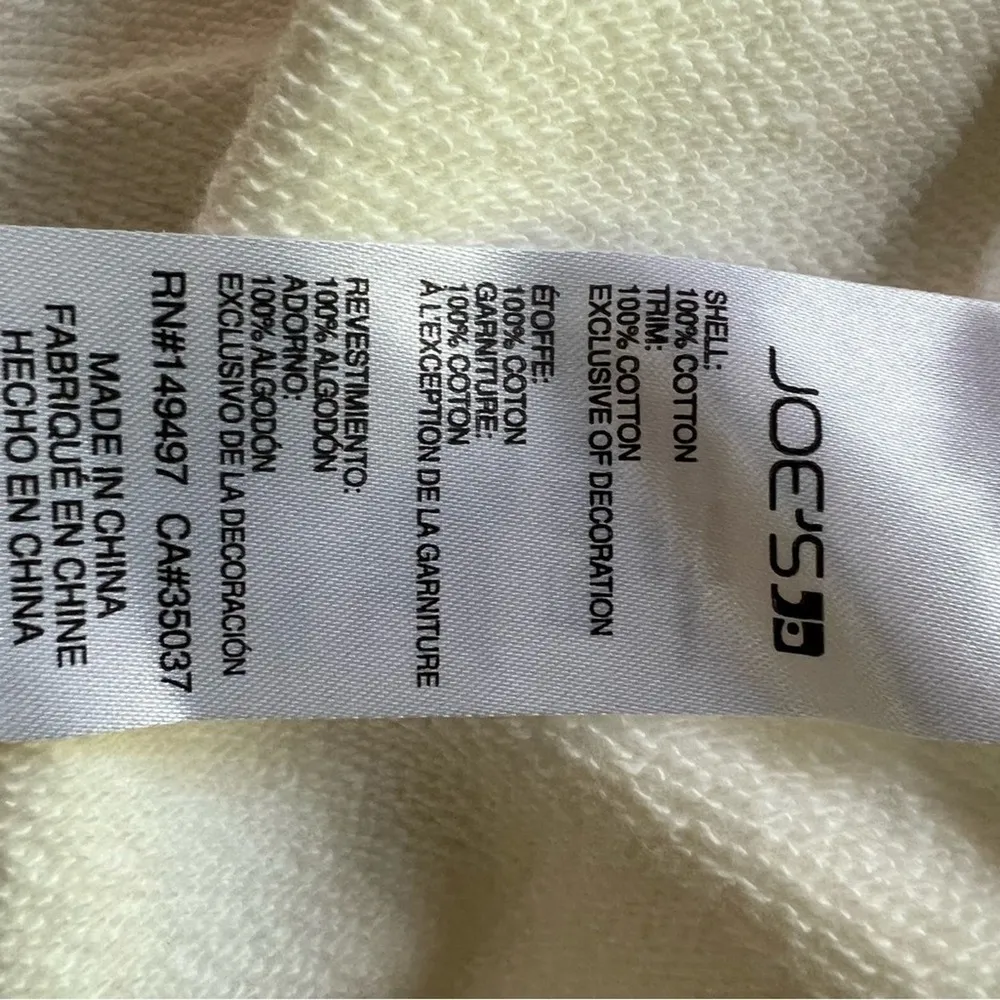 JOE'S
SHELL:
100% COTTON
TRIM:
100% COTTON
EXCLUSIVE OF DECORATION
ÉTOFFE:
100% COTON
GARNITURE:
100% COTON
À L'EXCEPTION DE LA GARNITURE
REVESTIMIENTO:
100% ALGODÓN
ADORNO:
100% ALGODÓN
EXCLUSIVO DE LA DECORACIÓN
RN#149497 CA#35037
MADE IN CHINA
FABRIQUÉ EN CHINE
HECHO EN CHINA